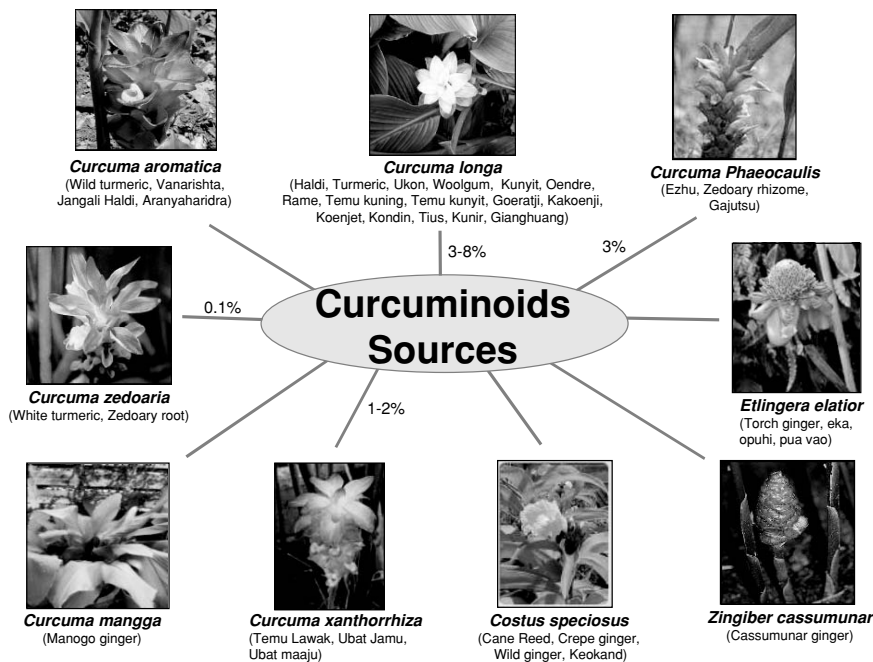 Curcuma aromatica
(Wild turmeric, Vanarishta,
Jangali Haldi, Aranyaharidra)
Curcuma longa
(Haldi, Turmeric, Ukon, Woolgum, Kunyit, Oendre,
Rame, Temu kuning, Temu kunyit, Goeratji, Kakoenji,
Koenjet, Kondin, Tius, Kunir, Gianghuang)
Curcuma Phaeocaulis
(Ezhu, Zedoary rhizome,
Gajutsu)
3-8%
3%
0.1%
Curcuminoids
Sources
Curcuma zedoaria
(White turmeric, Zedoary root)
Etlingera elatior
(Torch ginger, eka,
opuhi, pua vao)
1-2%
Curcuma mangga
(Manogo ginger)
Curcuma xanthorrhiza
(Temu Lawak, Ubat Jamu,
Ubat maaju)
Costus speciosus
(Cane Reed, Crepe ginger,
Wild ginger, Keokand)
Zingiber cassumunar
(Cassumunar ginger)